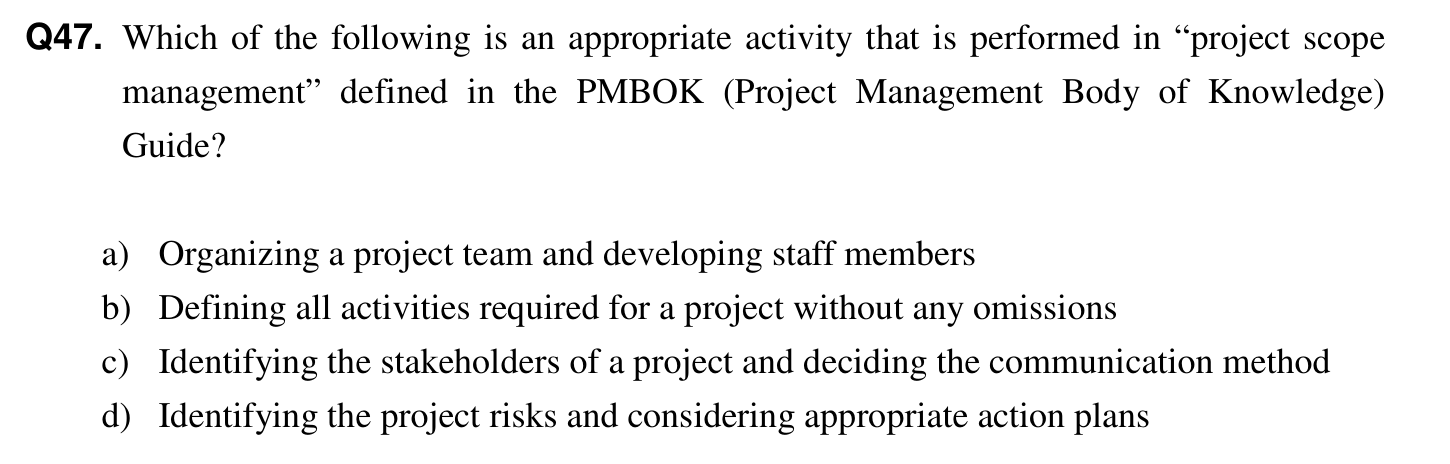 Q47. Which of the following is an appropriate activity that is performed in “project scope
management” defined in the PMBOK (Project Management Body of Knowledge)
Guide?
a) Organizing a project team and developing staff members
b) Defining all activities required for a project without any omissions
c) Identifying the stakeholders of a project and deciding the communication method
d) Identifying the project risks and considering appropriate action plans